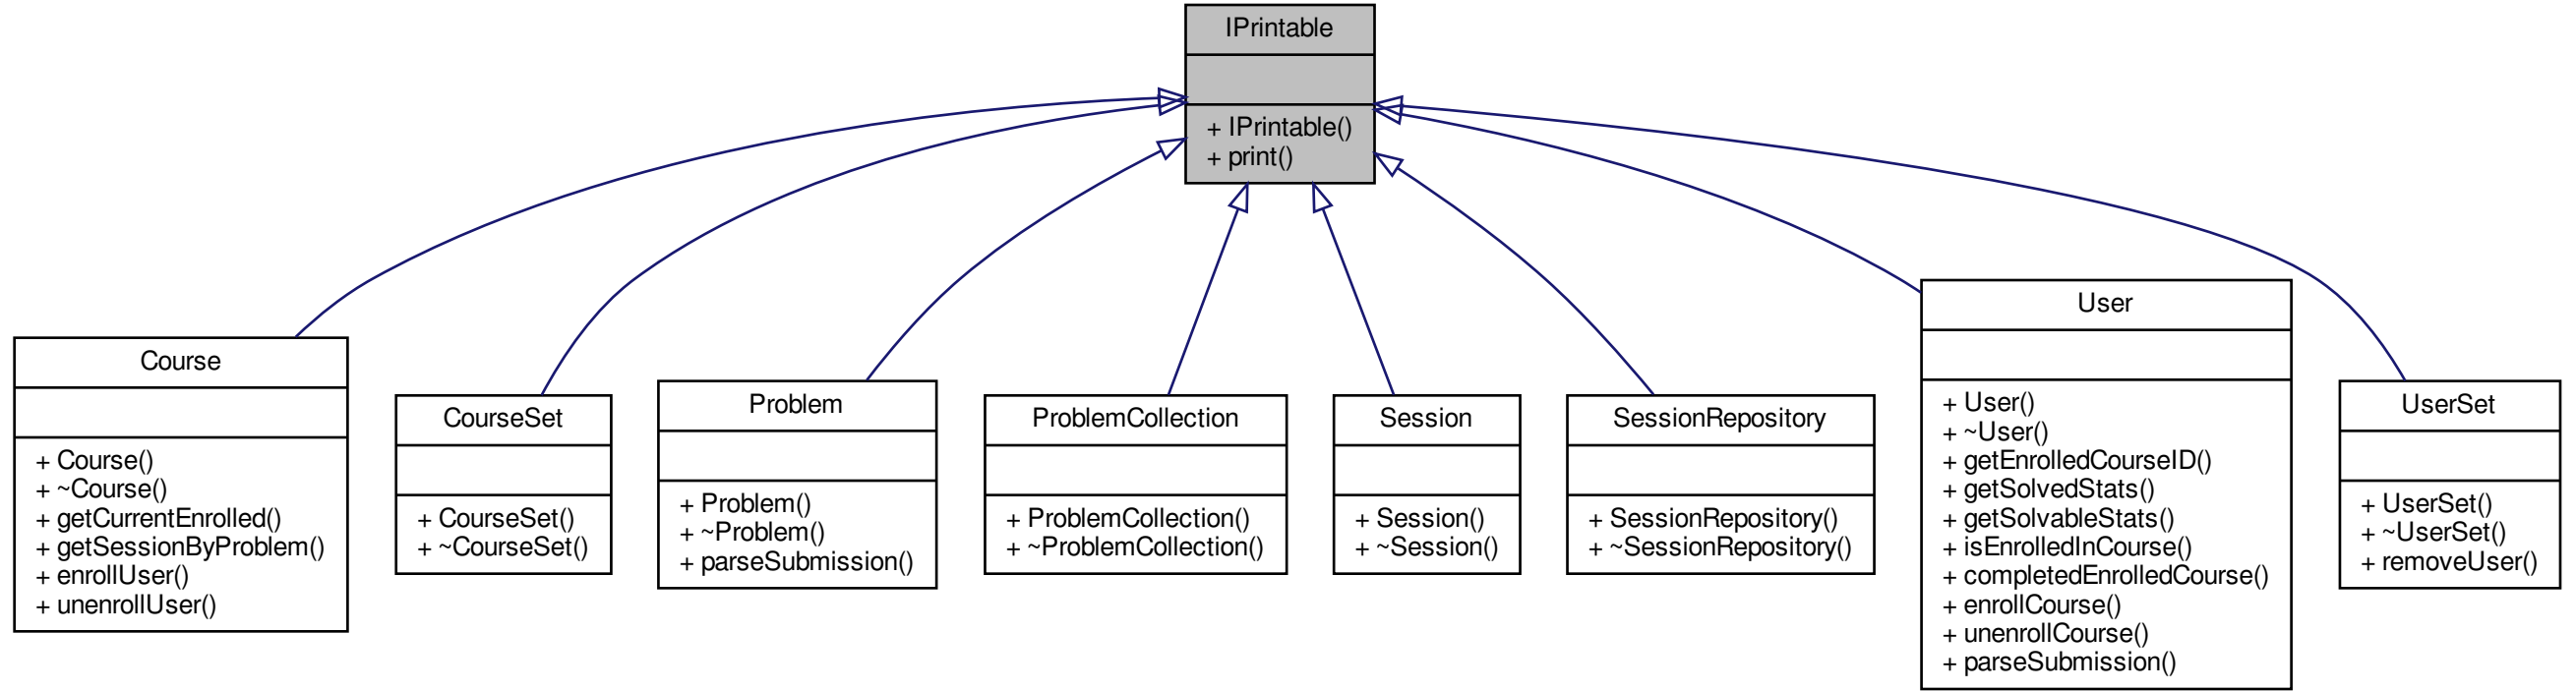 IPrintable
+ IPrintable()
+ print()
Course
+ Course()
+ ~Course()
+ getCurrentEnrolled()
+ getSessionByProblem()
+ enrollUser()
+ unenrollUser()
CourseSet
+ CourseSet()
+ ~CourseSet()
Problem
+ Problem()
+ ~Problem()
+ parseSubmission()
ProblemCollection
+ ProblemCollection()
+ ~ProblemCollection()
Session
+ Session()
+ ~Session()
SessionRepository
+ SessionRepository()
+ ~SessionRepository()
User
+ User()
+ ~User()
+ getEnrolledCourseID()
+ getSolvedStats()
+ getSolvableStats()
+ isEnrolledInCourse()
+ completedEnrolledCourse()
+ enrollCourse()
+ unenrollCourse()
+ parseSubmission()
UserSet
+ UserSet()
+ ~UserSet()
+ removeUser()